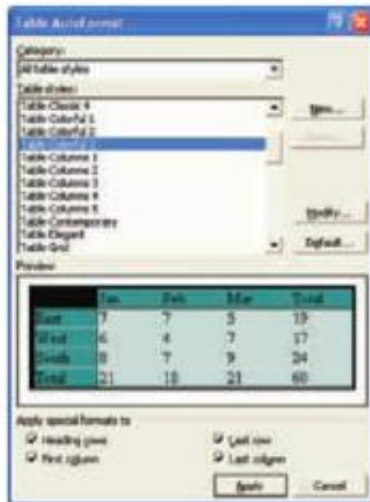 Table AutoFormat
Category:
All table styles
Table styles:
Table Classic 4
Table Colorful 1
Table Colorful 2
Table Colorful 3
Table Columns 1
Table Columns 2
Table Columns 3
Table Columns 4
Table Columns 5
Table Contemporary
Table Elegant
Table Grid
New...
Modify...
Default...
Preview
Jan Feb Mar Total
East 7 7 5 19
West 6 4 7 17
South 8 7 9 24
Total 21 18 21 60
Apply special formats to
Heading rows Last row
First column Last column
Apply Cancel